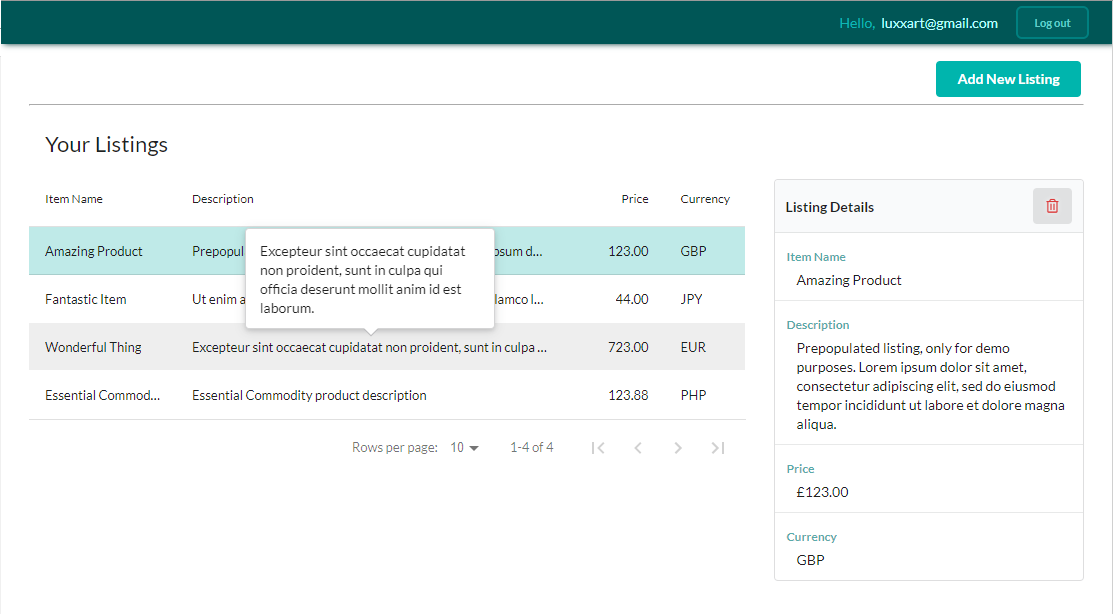 Hello, luxxart@gmail.com Log out
Add New Listing
Your Listings
Item Name Description Price Currency
Amazing Product Prepopul psum d... 123.00 GBP
Excepteur sint occaecat cupidatat
non proident, sunt in culpa qui
officia deserunt mollit anim id est
laborum.
Fantastic Item Ut enim a lamco l... 44.00 JPY
Wonderful Thing Excepteur sint occaecat cupidatat non proident, sunt in culpa ... 723.00 EUR
Essential Commod... Essential Commodity product description 123.88 PHP
Rows per page: 10 1-4 of 4
Listing Details
Item Name
Amazing Product
Description
Prepopulated listing, only for demo
purposes. Lorem ipsum dolor sit amet,
consectetur adipiscing elit, sed do eiusmod
tempor incididunt ut labore et dolore magna
aliqua.
Price
£123.00
Currency
GBP